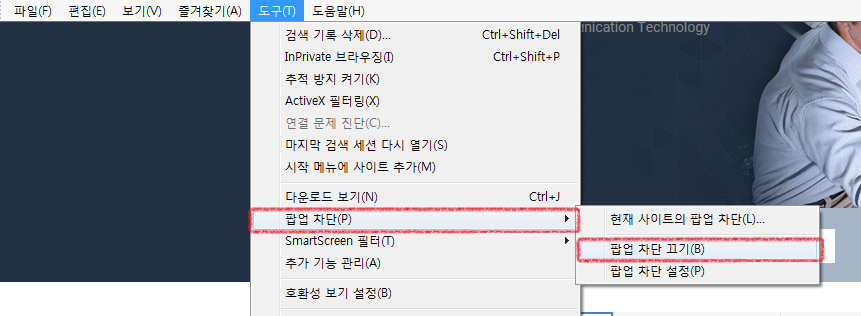 파일(F) 편집(E) 보기(V) 즐겨찾기(A) 도구(T) 도움말(H)
검색 기록 삭제(D)... Ctrl+Shift+Del
InPrivate 브라우징(I) Ctrl+Shift+P
추적 방지 켜기(K)
ActiveX 필터링(X)
연결 문제 진단(C)...
마지막 검색 세션 다시 열기(S)
시작 메뉴에 사이트 추가(M)
다운로드 보기(N) Ctrl+J
팝업 차단(P)
SmartScreen 필터(T)
추가 기능 관리(A)
호환성 보기 설정(B)
현재 사이트의 팝업 차단(L)...
팝업 차단 끄기(B)
팝업 차단 설정(P)
Technology